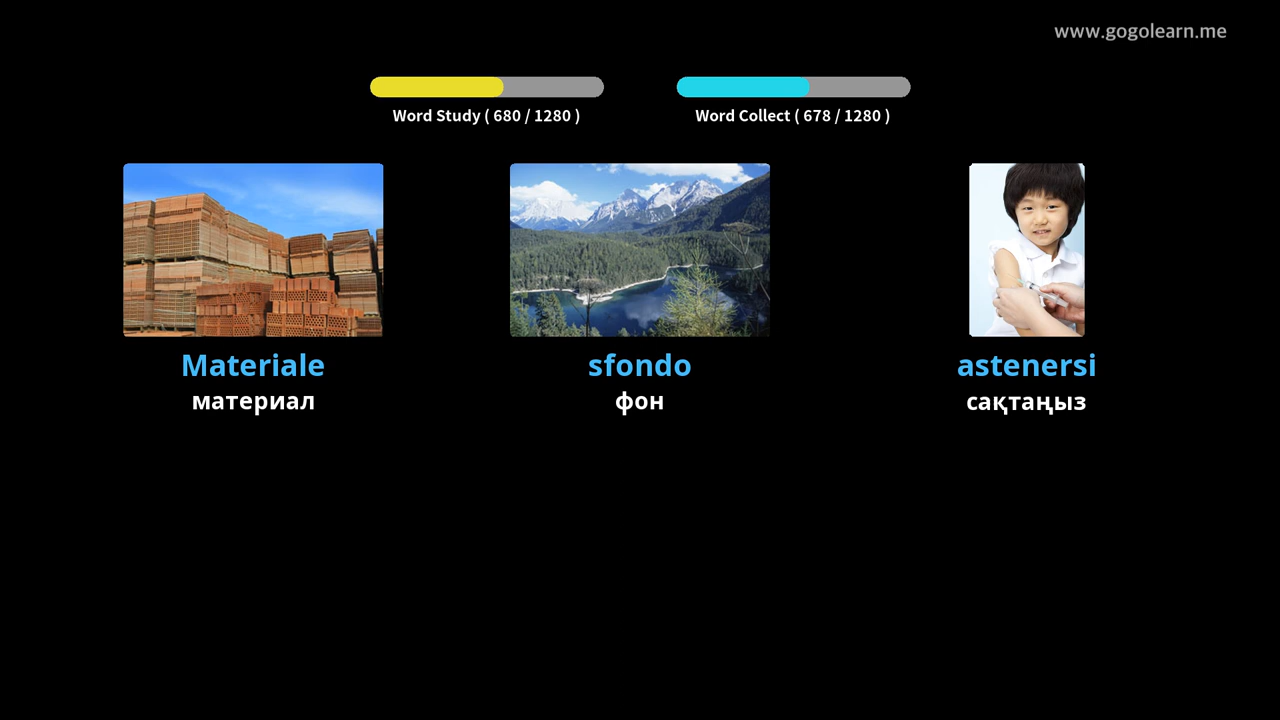 www.gogolearn.me
Word Study ( 680 / 1280 )
Word Collect ( 678 / 1280 )
Materiale
материал
sfondo
фон
astenersi
сақтаңыз